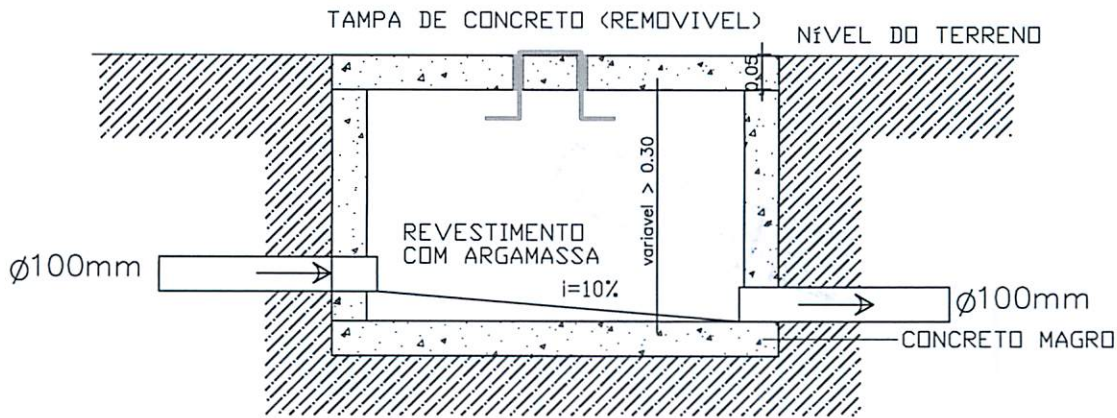 TAMPA DE CONCRETO (REMOVIVEL)
NíVEL DO TERRENO
0,05
variavel > 0.30
REVESTIMENTO
COM ARGAMASSA
i=10%
Ø100mm
Ø100mm
CONCRETO MAGRO